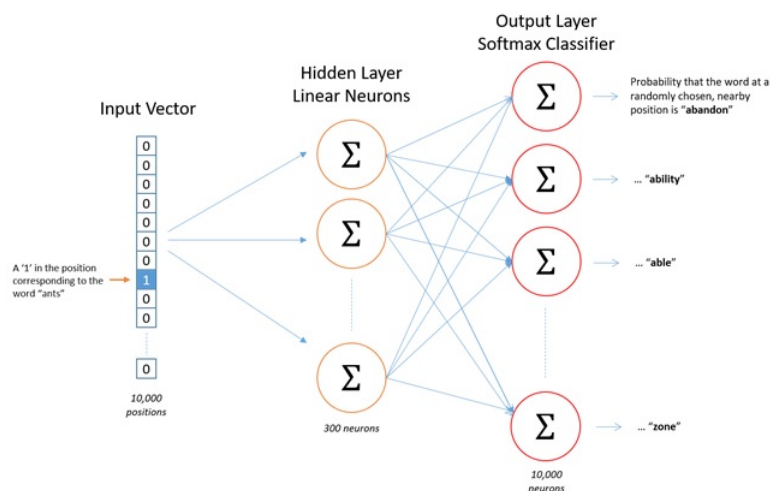 Output Layer
Softmax Classifier
Hidden Layer
Linear Neurons
Input Vector
0
0
0
0
0
0
0
1
0
0
0
A '1' in the position
corresponding to the
word "ants"
10,000
positions
Σ
Σ
Σ
300 neurons
Σ
Σ
Σ
Σ
10,000
neurons
Probability that the word at a
randomly chosen, nearby
position is "abandon"
... "ability"
... "able"
... "zone"